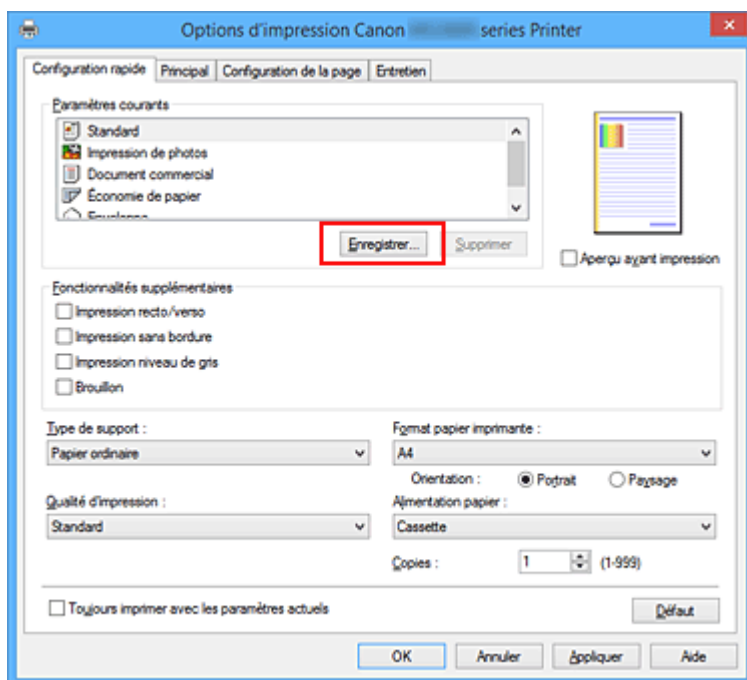 Options d'impression Canon series Printer
Configuration rapide Principal Configuration de la page Entretien
Paramètres courants
Standard
Impression de photos
Document commercial
Économie de papier
Enregistrer... Supprimer
Aperçu avant impression
Fonctionnalités supplémentaires
Impression recto/verso
Impression sans bordure
Impression niveau de gris
Brouillon
Type de support : Format papier imprimante :
Papier ordinaire A4
Orientation : Portrait Paysage
Qualité d'impression : Alimentation papier :
Standard Cassette
Copies : 1 (1-999)
Toujours imprimer avec les paramètres actuels Défaut
OK Annuler Appliquer Aide